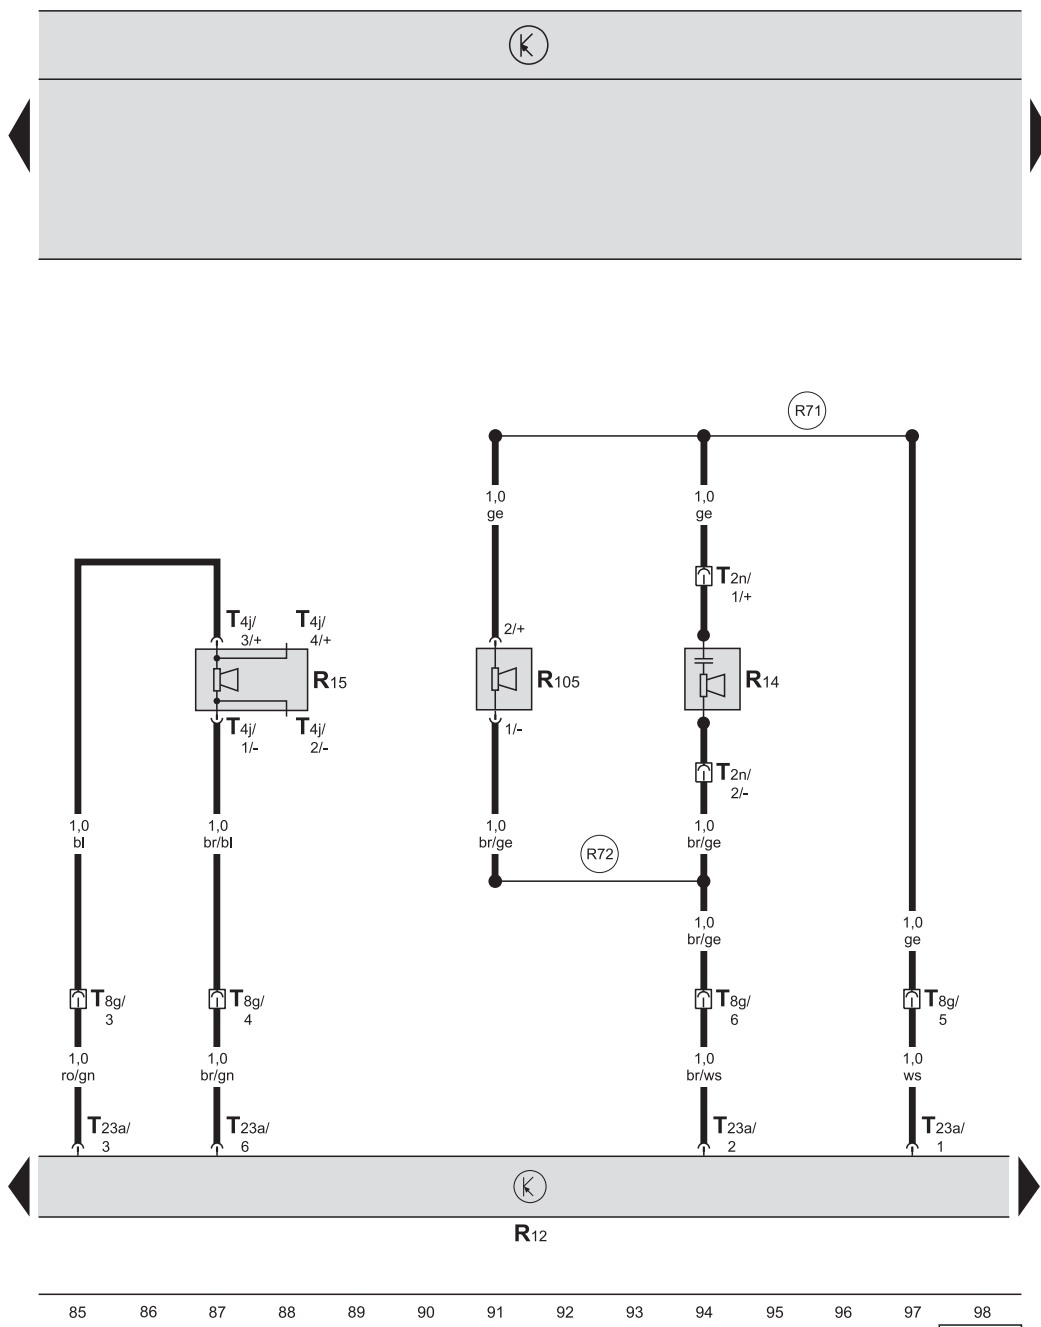 R71
1,0 1,0
ge ge
T2n/
1/+
T4j/ T4j/
3/+ 4/+
2/+
R15 R105 R14
T4j/ T4j/
1/- 2/-
1/-
T2n/
2/-
1,0 1,0 1,0 1,0
bl br/bl br/ge br/ge
R72
1,0 1,0
br/ge ge
T8g/ T8g/ T8g/ T8g/
3 4 6 5
1,0 1,0 1,0 1,0
ro/gn br/gn br/ws ws
T23a/ T23a/ T23a/ T23a/
3 6 2 1
R12
85 86 87 88 89 90 91 92 93 94 95 96 97 98